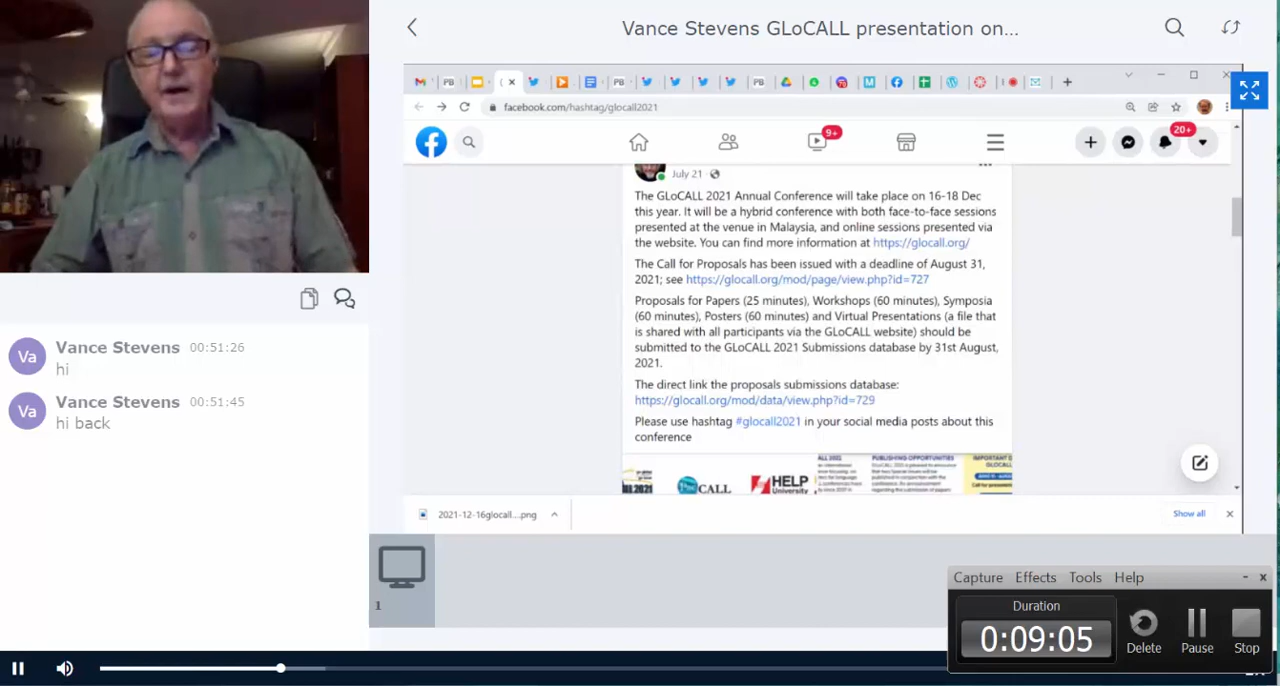 Vance Stevens GLoCALL presentation on...
PB
PB
PB
facebook.com/hashtag/glocall2021
9+
20+
July 21
The GLoCALL 2021 Annual Conference will take place on 16-18 Dec
this year. It will be a hybrid conference with both face-to-face sessions
presented at the venue in Malaysia, and online sessions presented via
the website. You can find more information at https://glocall.org/
The Call for Proposals has been issued with a deadline of August 31,
2021; see https://glocall.org/mod/page/view.php?id=727
Proposals for Papers (25 minutes), Workshops (60 minutes), Symposia
(60 minutes), Posters (60 minutes) and Virtual Presentations (a file that
is shared with all participants via the GLoCALL website) should be
submitted to the GLoCALL 2021 Submissions database by 31st August,
2021.
The direct link the proposals submissions database:
https://glocall.org/mod/data/view.php?id=729
Please use hashtag #glocall2021 in your social media posts about this
conference
PUBLISHING OPPORTUNITIES
CALL
HELP
University
2021-12-16glocall....png
Show all
Va
Vance Stevens 00:51:26
hi
Va
Vance Stevens 00:51:45
hi back
1
Capture Effects Tools Help
Duration
0:09:05
Delete
Pause
Stop